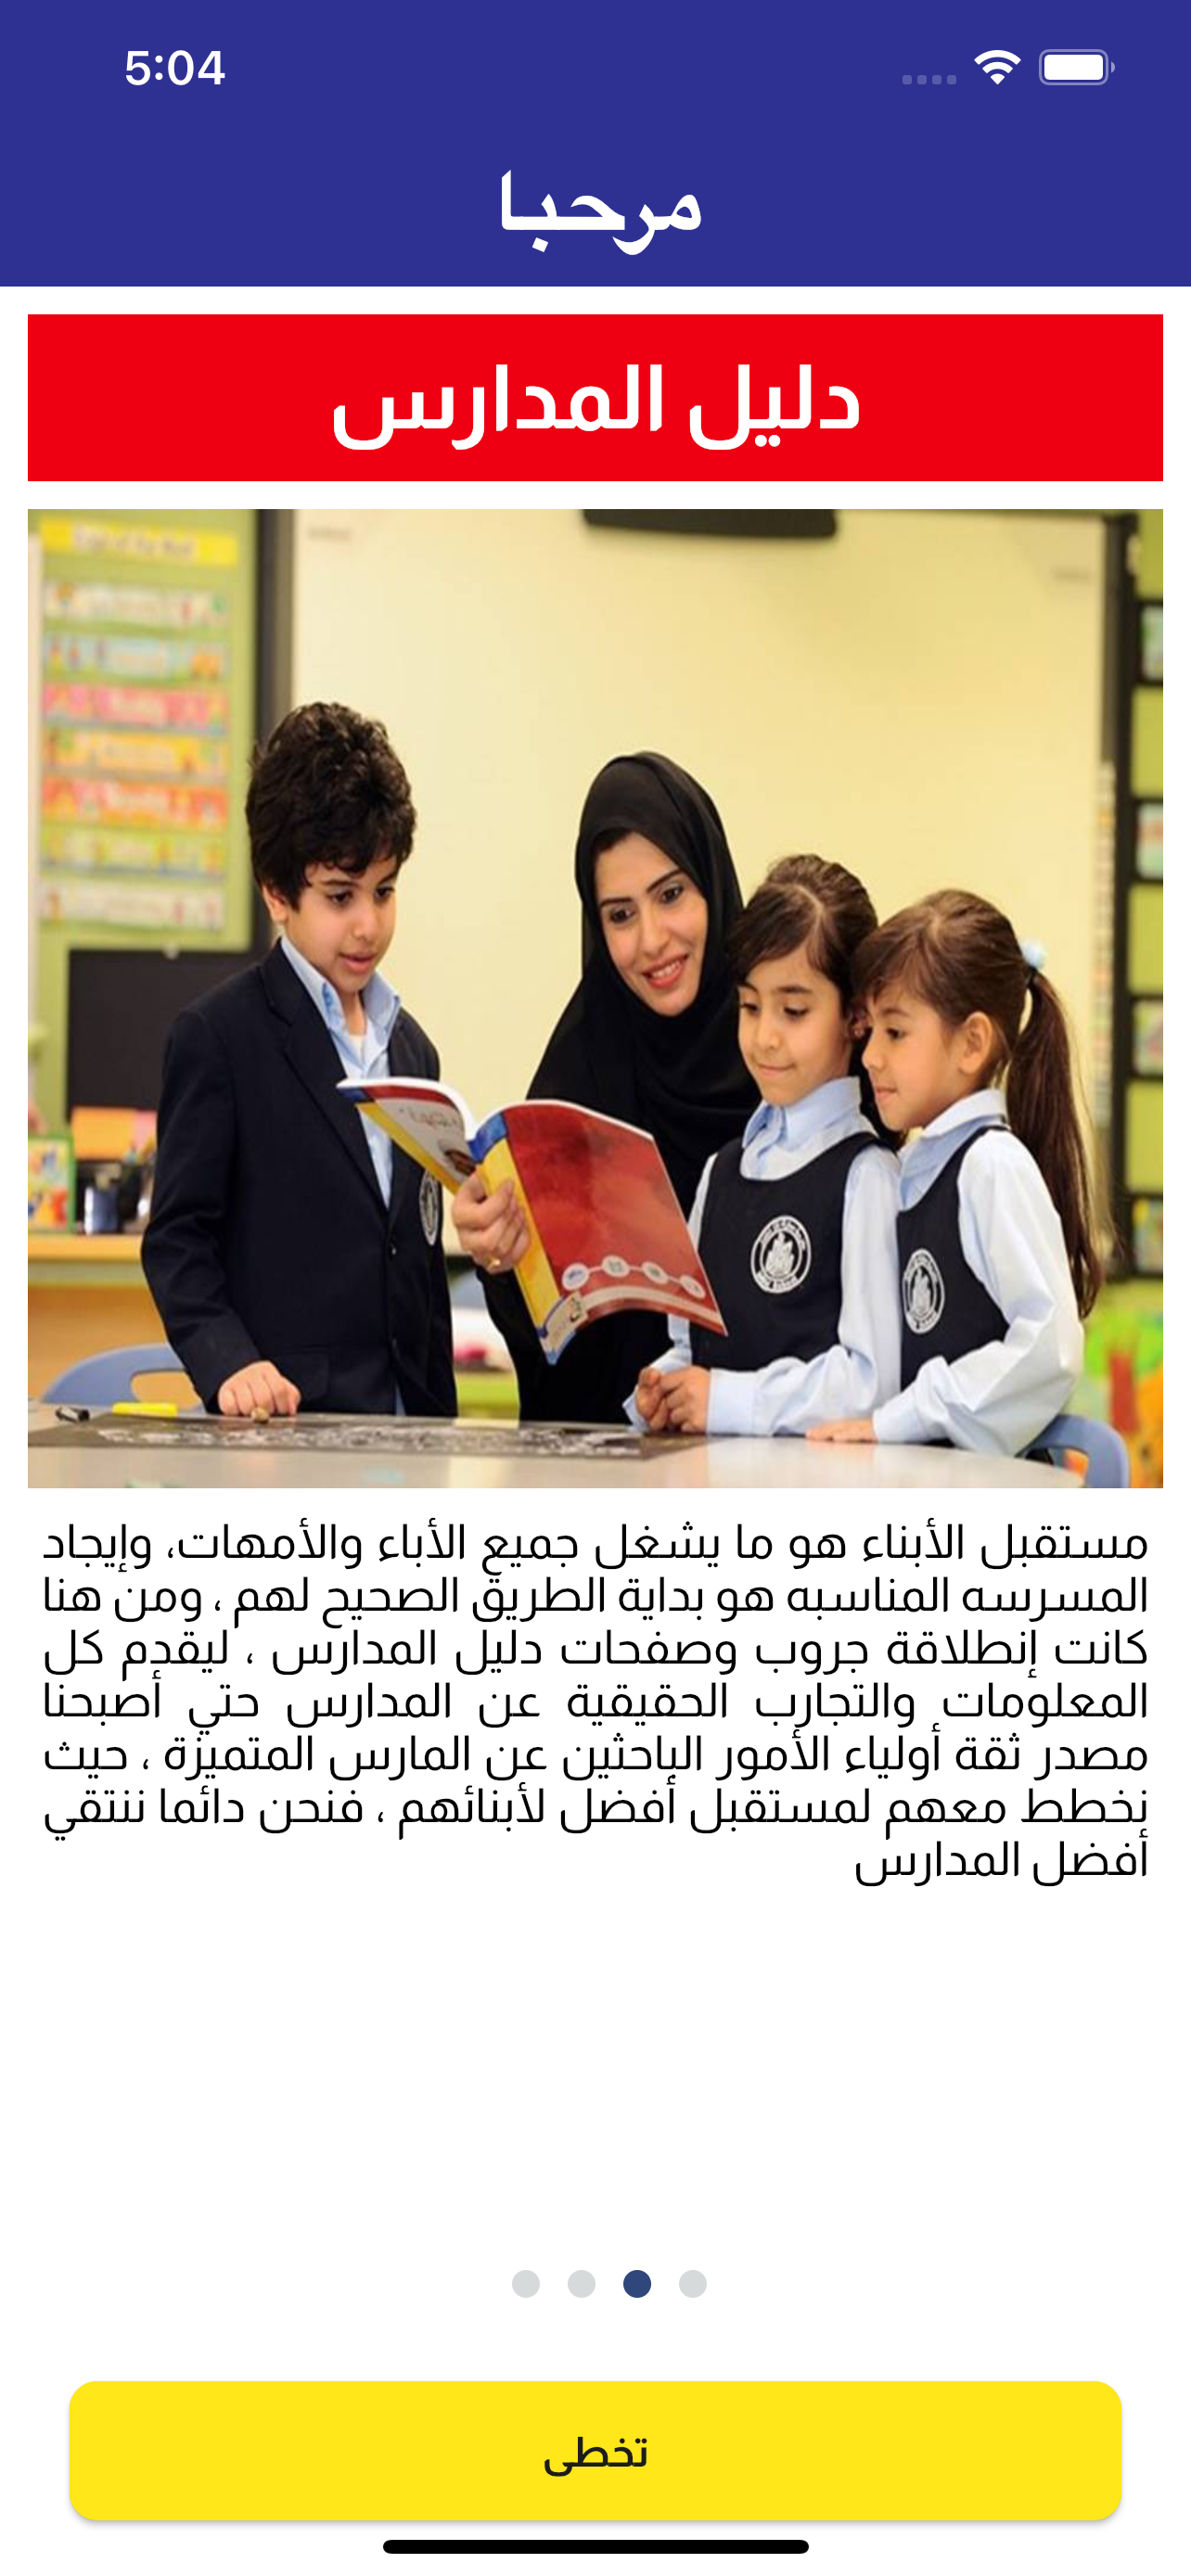 5:04
مرحبا
دليل المدارس
مستقبل الأبناء هو ما يشغل جميع الأباء والأمهات، وإيجاد
المسرسه المناسبه هو بداية الطريق الصحيح لهم ، ومن هنا
كانت إنطلاقة جروب وصفحات دليل المدارس ، ليقدم كل
المعلومات والتجارب الحقيقية عن المدارس حتي أصبحنا
مصدر ثقة أولياء الأمور الباحثين عن المارس المتميزة ، حيث
نخطط معهم لمستقبل أفضل لأبنائهم ، فنحن دائما ننتقي
أفضل المدارس
تخطى